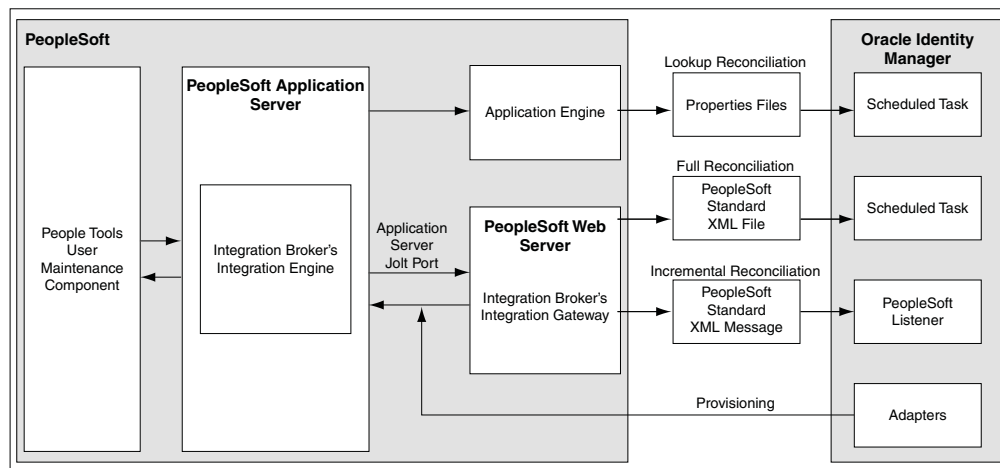 PeopleSoft
People Tools
User
Maintenance
Component
PeopleSoft Application
Server
Integration Broker's
Integration Engine
Application
Server
Jolt Port
Application Engine
PeopleSoft Web
Server
Integration Broker's
Integration Gateway
Lookup Reconciliation
Properties Files
Full Reconciliation
PeopleSoft
Standard
XML File
Incremental Reconciliation
PeopleSoft
Standard
XML Message
Provisioning
Oracle Identity
Manager
Scheduled Task
Scheduled Task
PeopleSoft
Listener
Adapters